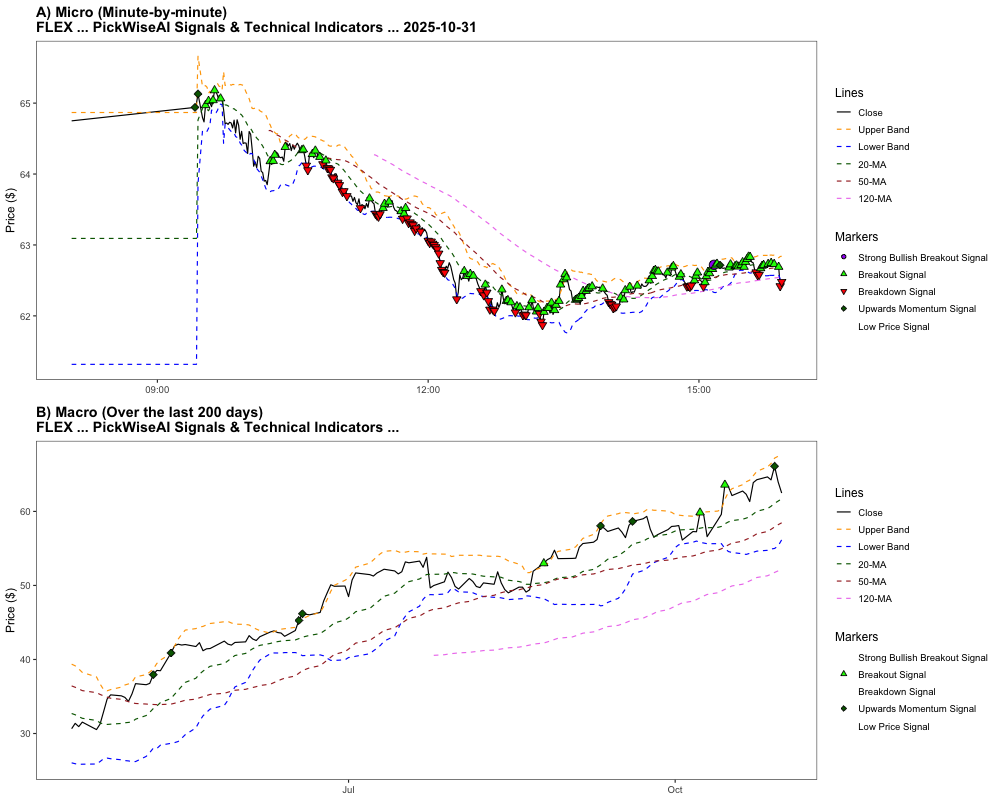 A) Micro (Minute-by-minute)
FLEX ... PickWiseAI Signals & Technical Indicators ... 2025-10-31
Price ($)
65
64
63
62
09:00
12:00
15:00
Lines
Close
Upper Band
Lower Band
20-MA
50-MA
120-MA
Markers
Strong Bullish Breakout Signal
Breakout Signal
Breakdown Signal
Upwards Momentum Signal
Low Price Signal
B) Macro (Over the last 200 days)
FLEX ... PickWiseAI Signals & Technical Indicators ...
Price ($)
60
50
40
30
Jul
Oct
Lines
Close
Upper Band
Lower Band
20-MA
50-MA
120-MA
Markers
Strong Bullish Breakout Signal
Breakout Signal
Breakdown Signal
Upwards Momentum Signal
Low Price Signal